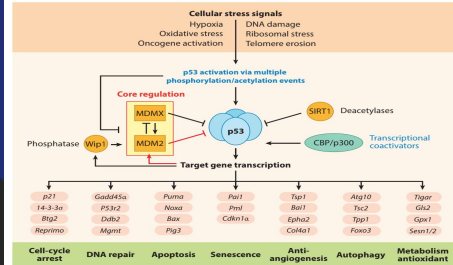 Cellular stress signals
Hypoxia DNA damage
Oxidative stress Ribosomal stress
Oncogene activation Telomere erosion
p53 activation via multiple
phosphorylation/acetylation events
Core regulation
MDMX
MDM2
Phosphatase Wip1
p53
SIRT1 Deacetylases
CBP/p300 Transcriptional
coactivators
Target gene transcription
p21 Gadd45a Puma Pai1 Tsp1 Atg10 Tigar
14-3-3σ P53r2 Noxa Pml Bai1 Tsc2 Gls2
Btg2 Ddb2 Bax Cdkn1a Epha2 Tpp1 Gpx1
Reprimo Mgmt Pig3 Col4a1 Foxo3 Sesn1/2
Cell-cycle DNA repair Apoptosis Senescence Anti- Autophagy Metabolism
arrest angiogenesis antioxidant